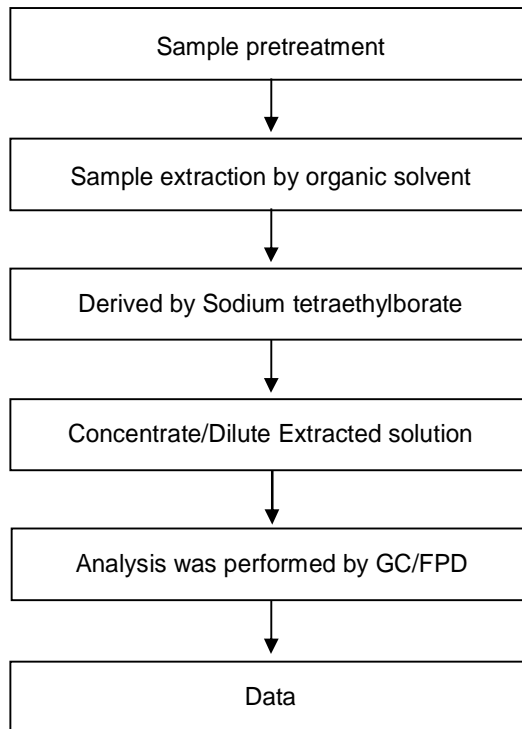 Sample pretreatment
Sample extraction by organic solvent
Derived by Sodium tetraethylborate
Concentrate/Dilute Extracted solution
Analysis was performed by GC/FPD
Data